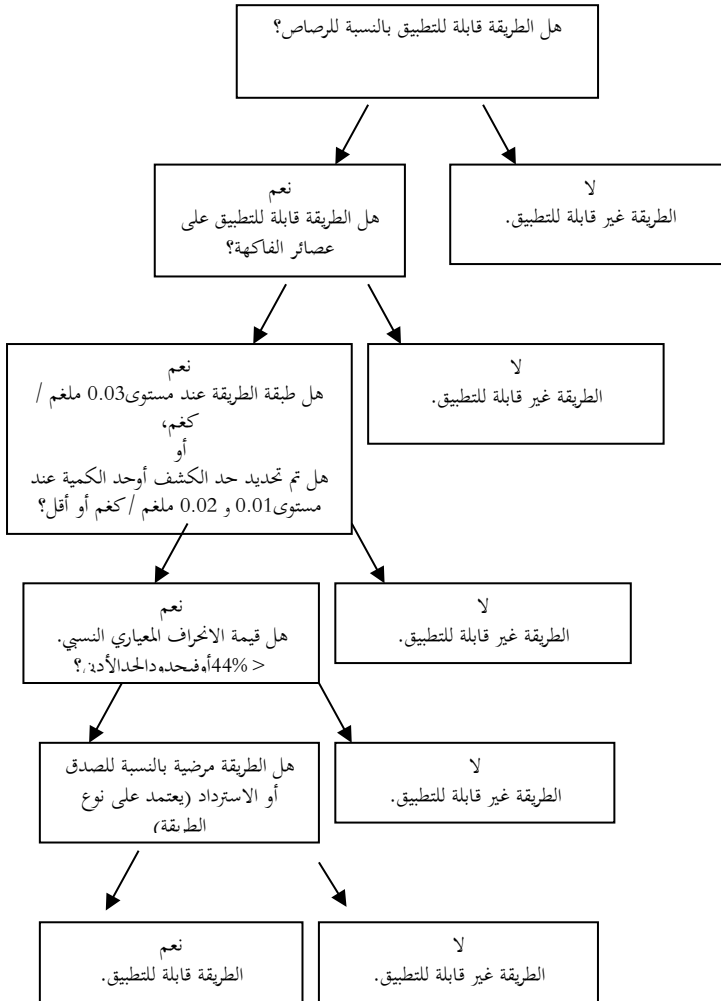 هل الطريقة قابلة للتطبيق بالنسبة للرصاص؟
نعم
هل الطريقة قابلة للتطبيق على
عصائر الفاكهة؟
لا
الطريقة غير قابلة للتطبيق.
نعم
هل طبقة الطريقة عند مستوى0.03 ملغم /
كغم،
أو
هل تم تحديد حد الكشف أوحد الكمية عند
مستوى0.01 و 0.02 ملغم / كغم أو أقل؟
لا
الطريقة غير قابلة للتطبيق.
نعم
هل قيمة الانحراف المعياري النسبي.
< 44%أوفيحدودالحدالأدنى؟
لا
الطريقة غير قابلة للتطبيق.
هل الطريقة مرضية بالنسبة للصدق
أو الاسترداد (يعتمد على نوع
الطريقة)
لا
الطريقة غير قابلة للتطبيق.
نعم
الطريقة قابلة للتطبيق.
لا
الطريقة غير قابلة للتطبيق.